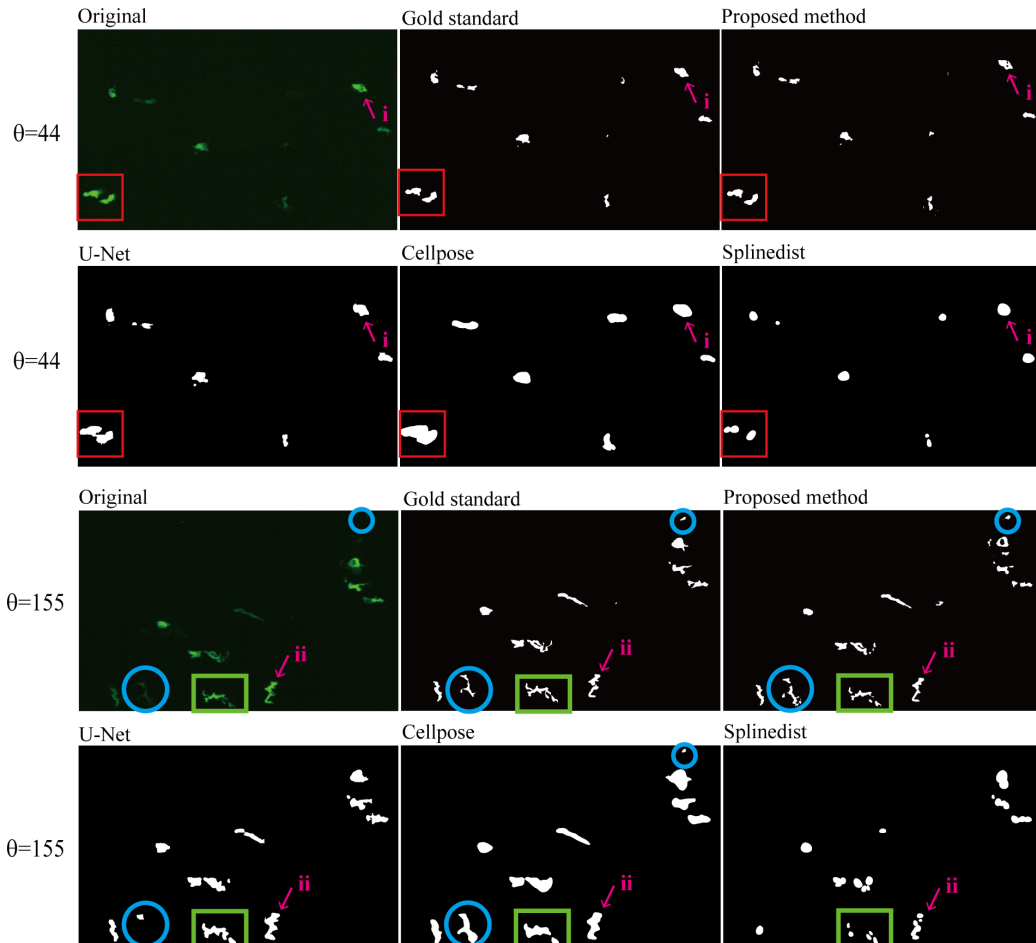 Original Gold standard Proposed method
θ=44 i i i
U-Net Cellpose Splinedist
θ=44 i i i
Original Gold standard Proposed method
θ=155 ii ii ii
U-Net Cellpose Splinedist
θ=155 ii ii ii